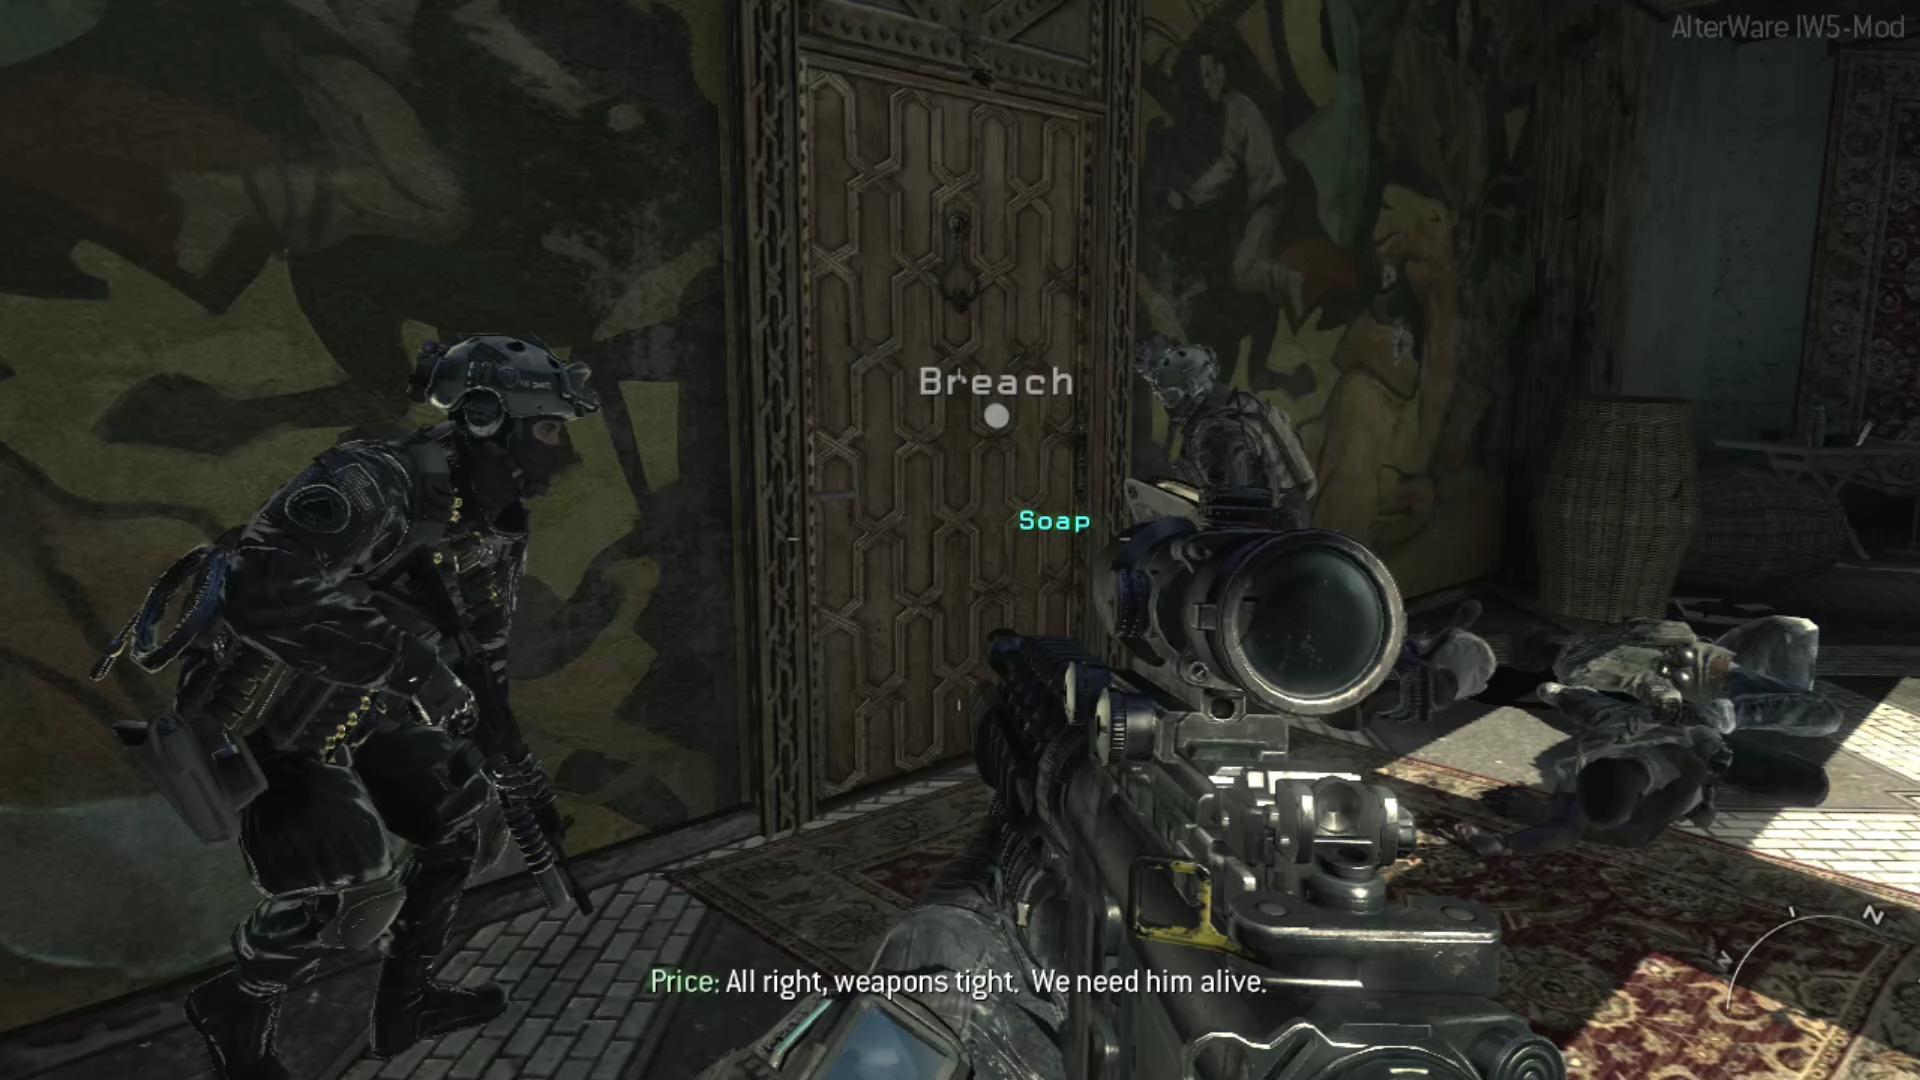 AlterWare IW5-Mod
Breach
Soap
Price: All right, weapons tight. We need him alive.
N